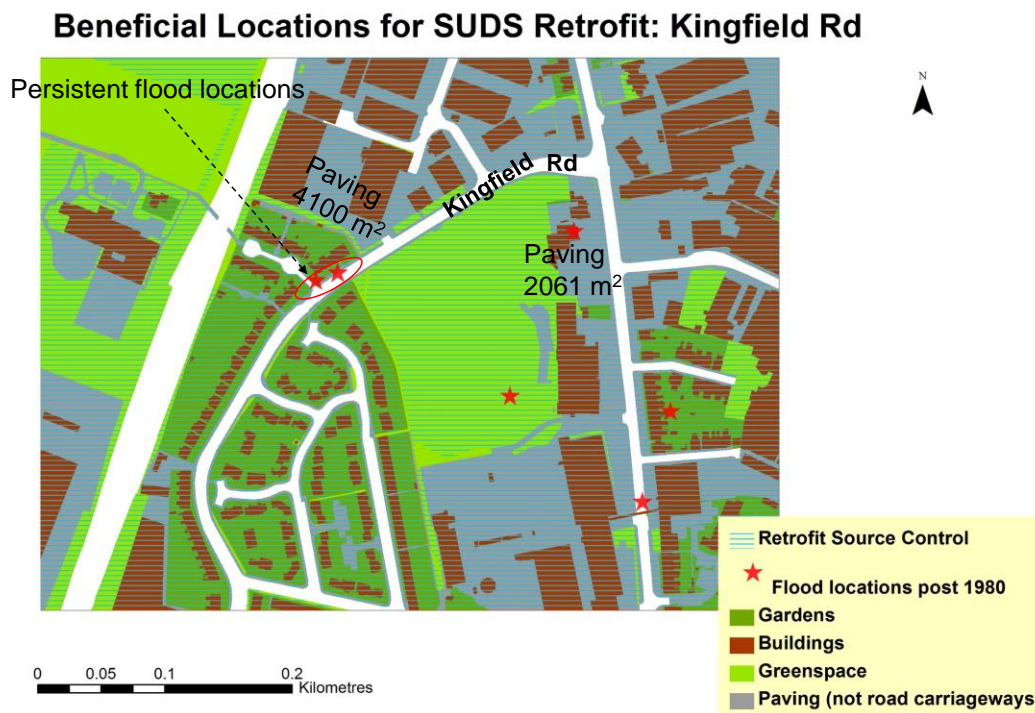 Beneficial Locations for SUDS Retrofit: Kingfield Rd
N
Persistent flood locations
Paving
4100 m²
Kingfield Rd
Paving
2061 m²
Retrofit Source Control
Flood locations post 1980
Gardens
Buildings
Greenspace
Paving (not road carriageways
0 0.05 0.1 0.2
Kilometres